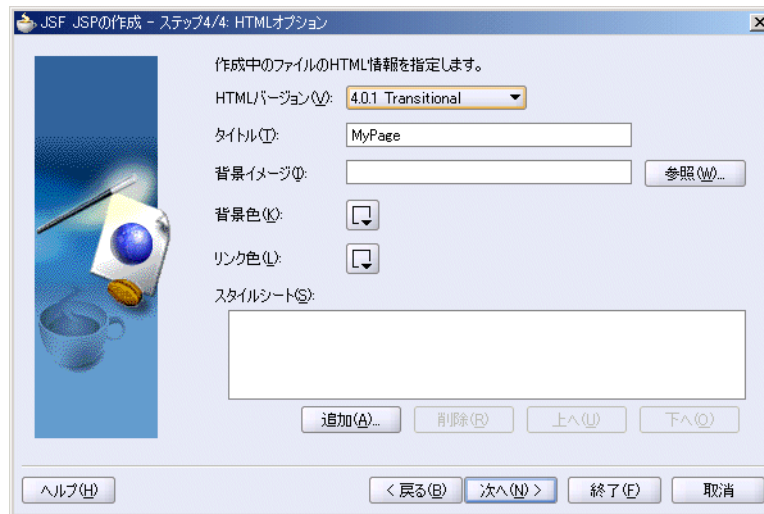 JSF JSPの作成 - ステップ4/4: HTMLオプション
作成中のファイルのHTML情報を指定します。
HTMLバージョン(V): 4.0.1 Transitional
タイトル(T): MyPage
背景イメージ(I): 参照(W)...
背景色(K):
リンク色(L):
スタイルシート(S):
追加(A)... 削除(R) 上へ(U) 下へ(O)
ヘルプ(H) < 戻る(B) 次へ(N) > 終了(F) 取消